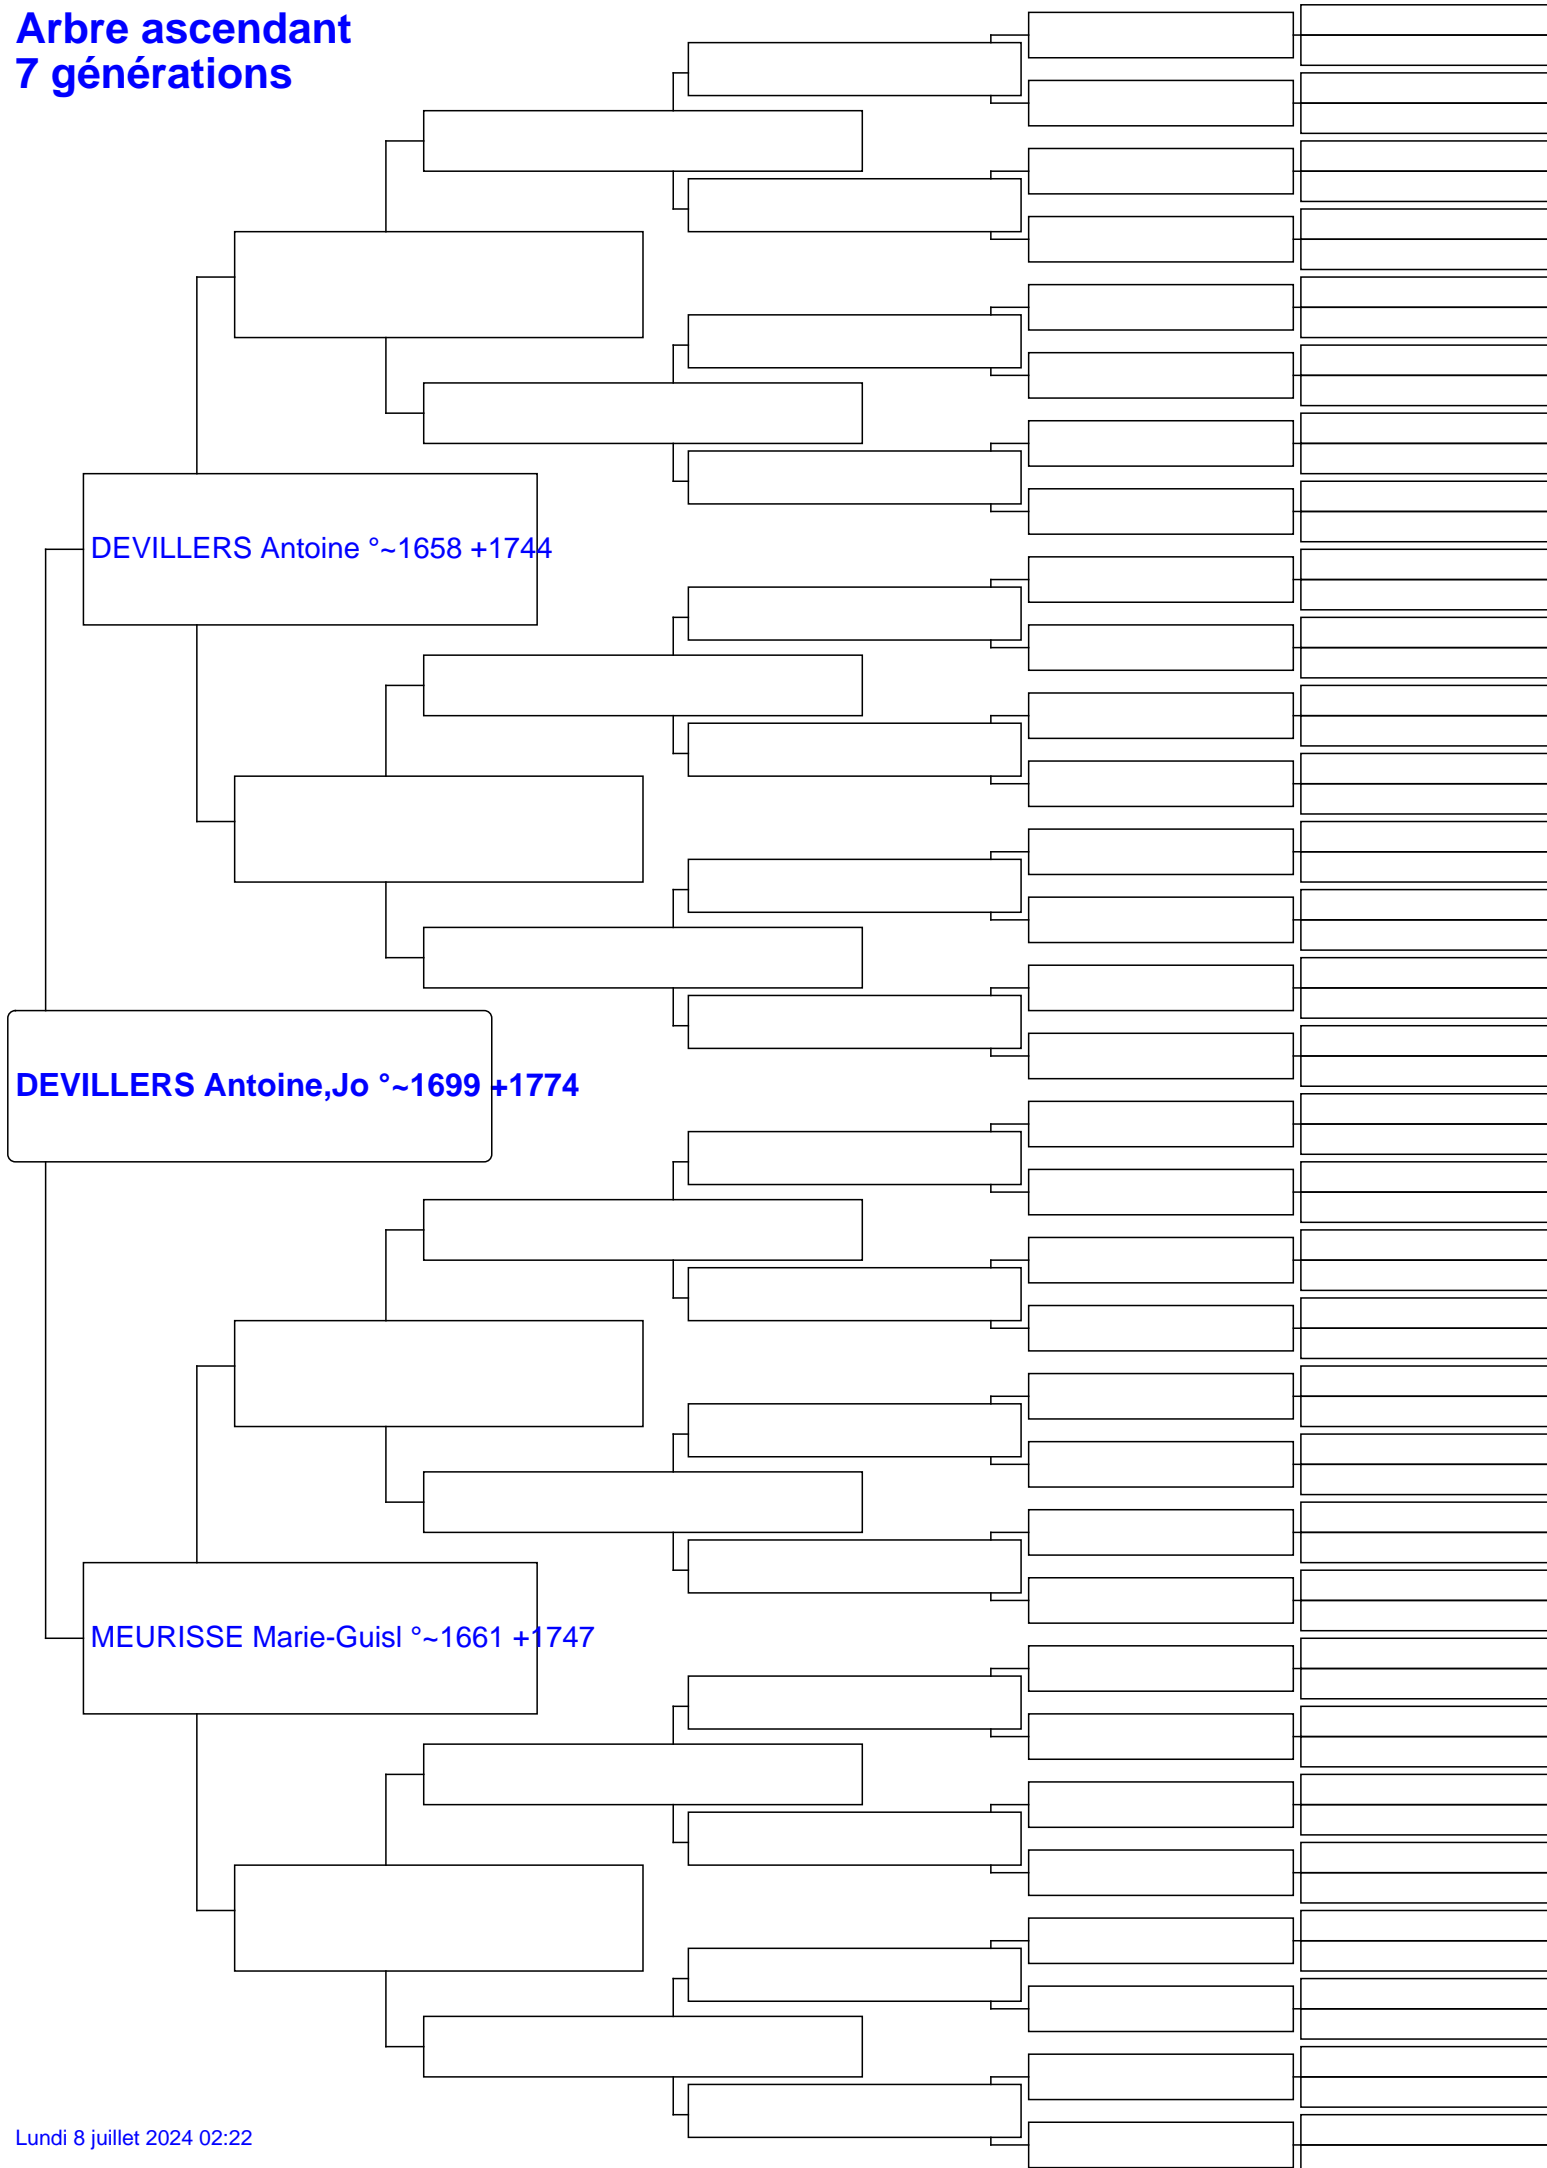 Arbre ascendant
7 générations
DEVILLERS Antoine °~1658 +1744
DEVILLERS Antoine,Jo °~1699 +1774
MEURISSE Marie-Guisl °~1661 +1747
Lundi 8 juillet 2024 02:22